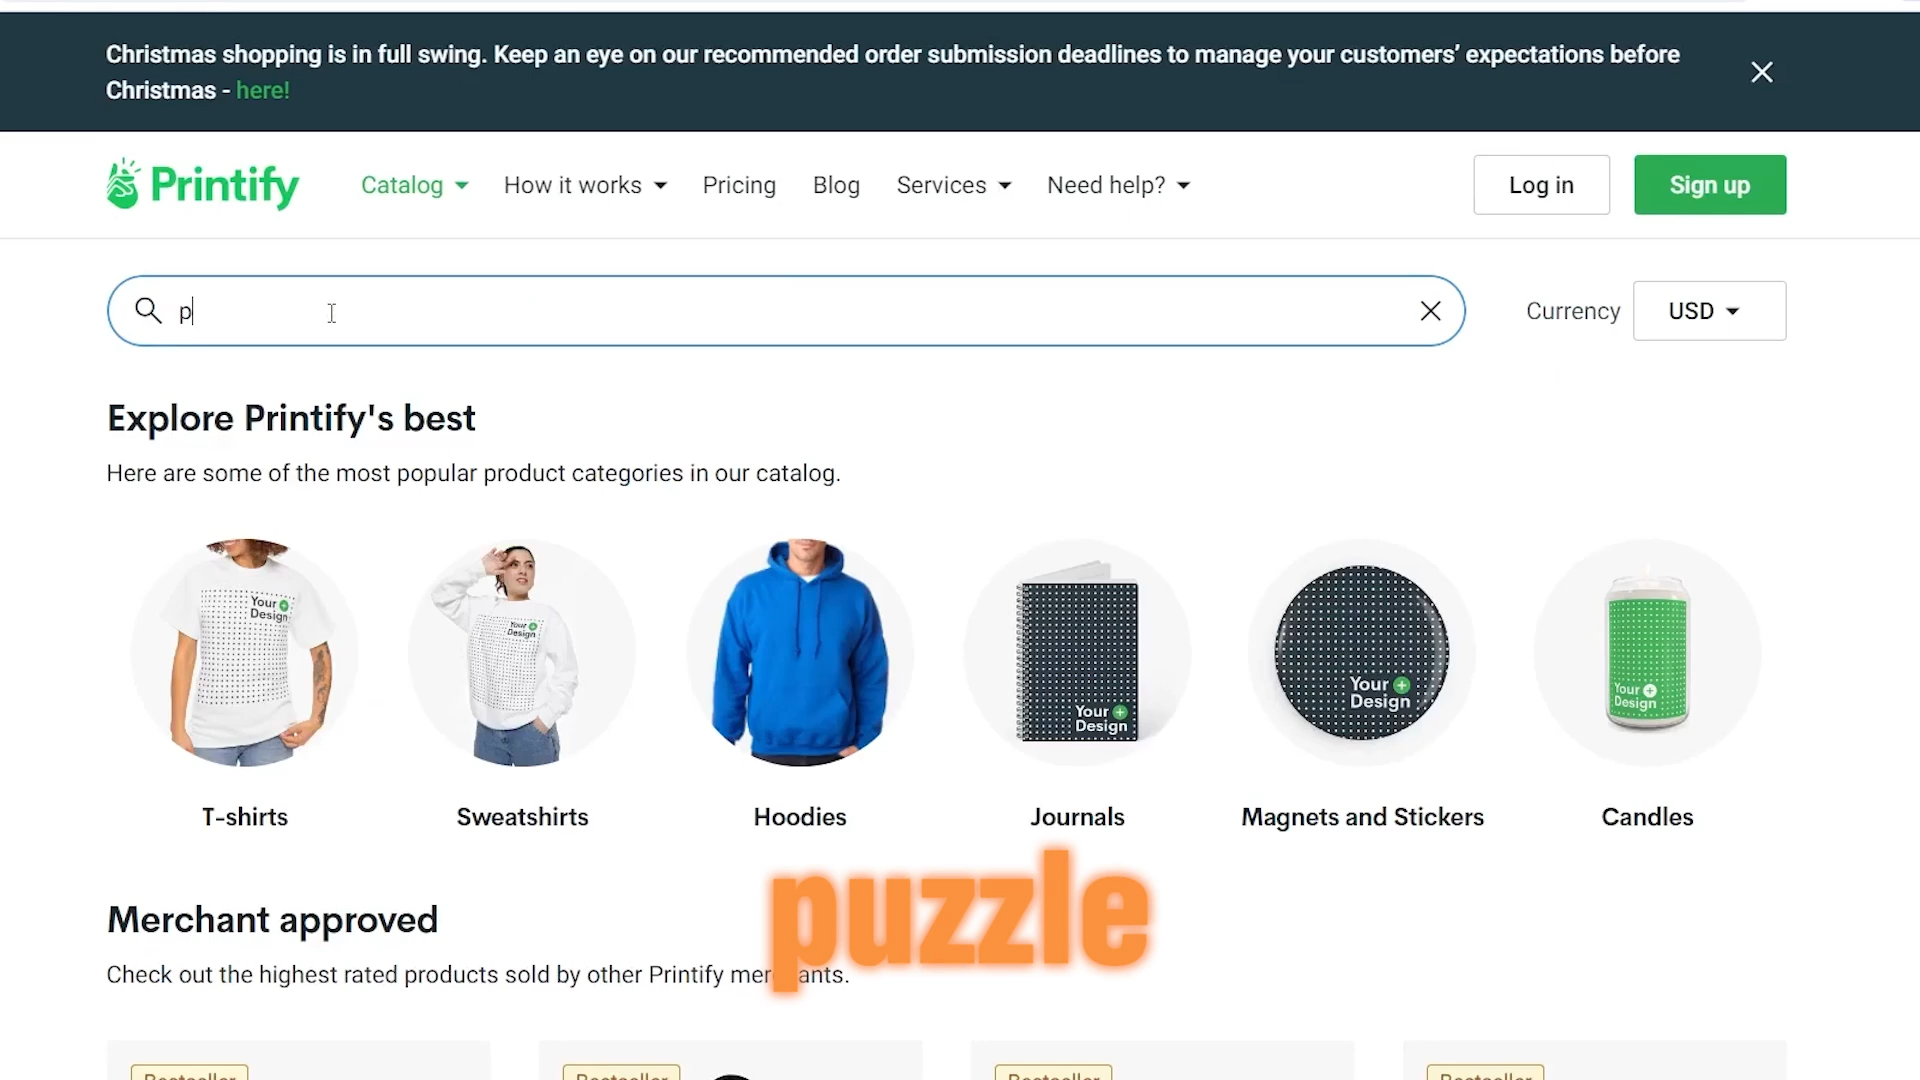 Christmas shopping is in full swing. Keep an eye on our recommended order submission deadlines to manage your customers’ expectations before
Christmas - here!
Printify
Catalog
How it works
Pricing
Blog
Services
Need help?
Log in
Sign up
p
Currency
USD
Explore Printify's best
Here are some of the most popular product categories in our catalog.
Your
Design
Your
Design
Your
Design
Your
Design
Your
Design
T-shirts
Sweatshirts
Hoodies
Journals
Magnets and Stickers
Candles
puzzle
Merchant approved
Check out the highest rated products sold by other Printify merchants.
Bestseller
Bestseller
Bestseller
Bestseller